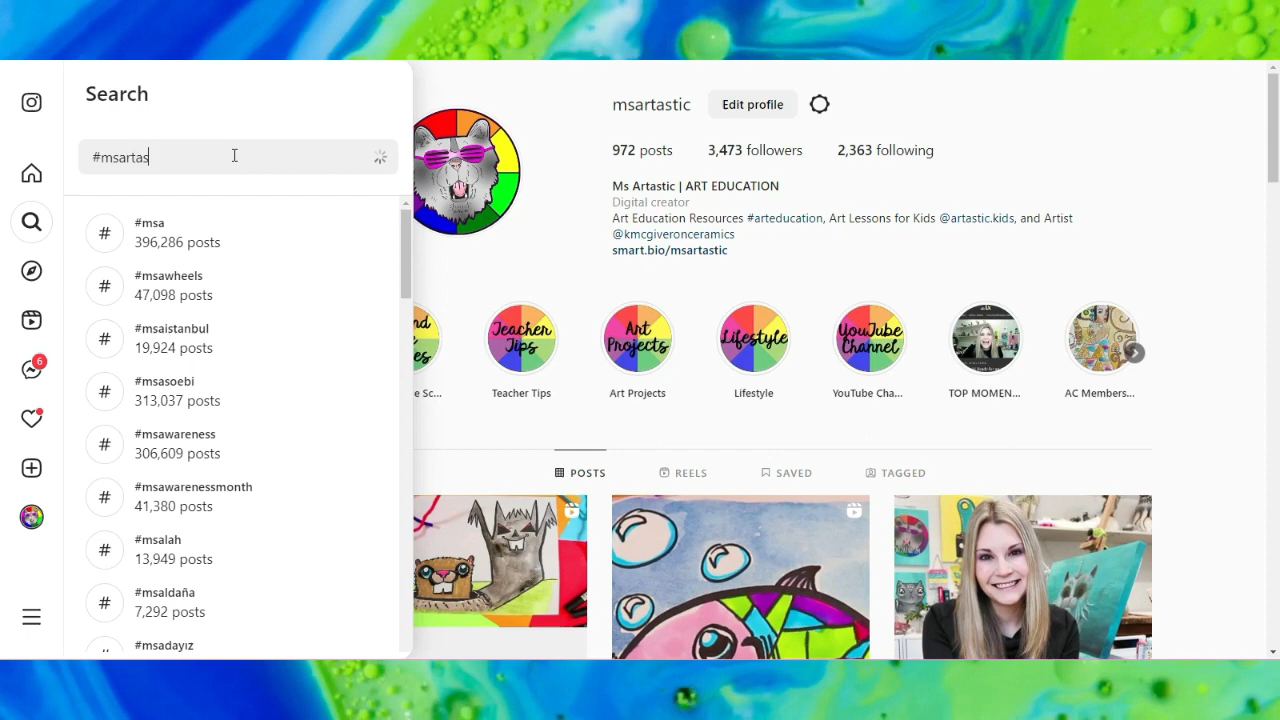 Search
#msartas
#msa
396,286 posts
#msawheels
47,098 posts
#msaistanbul
19,924 posts
#msasoebi
313,037 posts
#msawareness
306,609 posts
#msawarenessmonth
41,380 posts
#msalah
13,949 posts
#msaldaña
7,292 posts
#msadayız
6
msartastic
Edit profile
972 posts 3,473 followers 2,363 following
Ms Artastic | ART EDUCATION
Digital creator
Art Education Resources #arteducation, Art Lessons for Kids @artastic.kids, and Artist
@kmcgiveronceramics
smart.bio/msartastic
Teacher
Tips
Art
Projects
Lifestyle
YouTube
Channel
e Sc... Teacher Tips Art Projects Lifestyle YouTube Cha... TOP MOMEN... AC Members...
POSTS REELS SAVED TAGGED